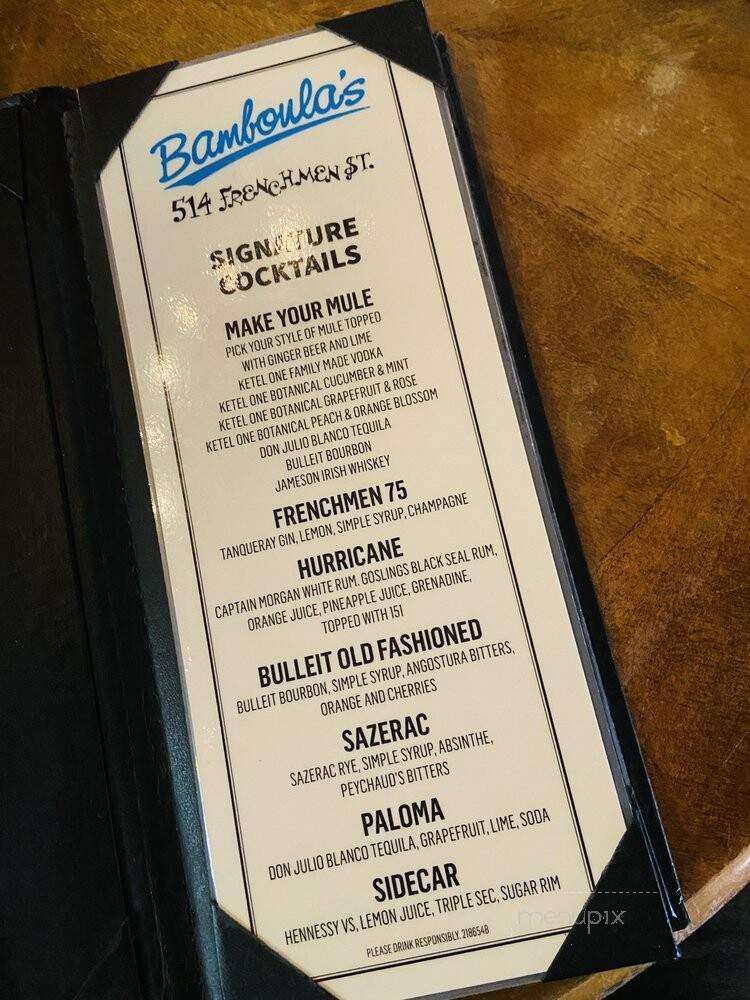 Bamboula's
514 FRENCHMEN ST.
SIGNATURE
COCKTAILS
MAKE YOUR MULE
PICK YOUR STYLE OF MULE TOPPED
WITH GINGER BEER AND LIME
KETEL ONE FAMILY MADE VODKA
KETEL ONE BOTANICAL CUCUMBER & MINT
KETEL ONE BOTANICAL GRAPEFRUIT & ROSE
KETEL ONE BOTANICAL PEACH & ORANGE BLOSSOM
DON JULIO BLANCO TEQUILA
BULLEIT BOURBON
JAMESON IRISH WHISKEY
FRENCHMEN 75
TANQUERAY GIN, LEMON, SIMPLE SYRUP, CHAMPAGNE
HURRICANE
CAPTAIN MORGAN WHITE RUM. GOSLINGS BLACK SEAL RUM,
ORANGE JUICE, PINEAPPLE JUICE, GRENADINE,
TOPPED WITH 151
BULLEIT OLD FASHIONED
BULLEIT BOURBON, SIMPLE SYRUP, ANGOSTURA BITTERS,
ORANGE AND CHERRIES
SAZERAC
SAZERAC RYE, SIMPLE SYRUP, ABSINTHE,
PEYCHAUD'S BITTERS
PALOMA
DON JULIO BLANCO TEQUILA, GRAPEFRUIT, LIME, SODA
SIDECAR
HENNESSY VS, LEMON JUICE, TRIPLE SEC, SUGAR RIM
PLEASE DRINK RESPONSIBLY. 2186548
menupix